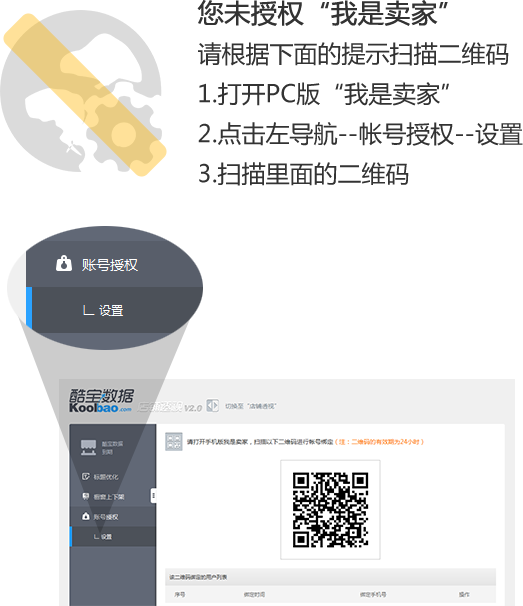 您未授权“我是卖家”
请根据下面的提示扫描二维码
1.打开PC版“我是卖家”
2.点击左导航--帐号授权--设置
3.扫描里面的二维码
账号授权
设置
酷宝数据
Koolbao.com
V2.0
切换至“店铺透视”
酷宝数据
请打开手机版我是卖家，扫描以下二维码进行帐号绑定（注：二维码的有效期为24小时）
标题优化
橱窗上下架
账号授权
设置
该二维码绑定的用户列表
序号 绑定时间 绑定手机号 操作